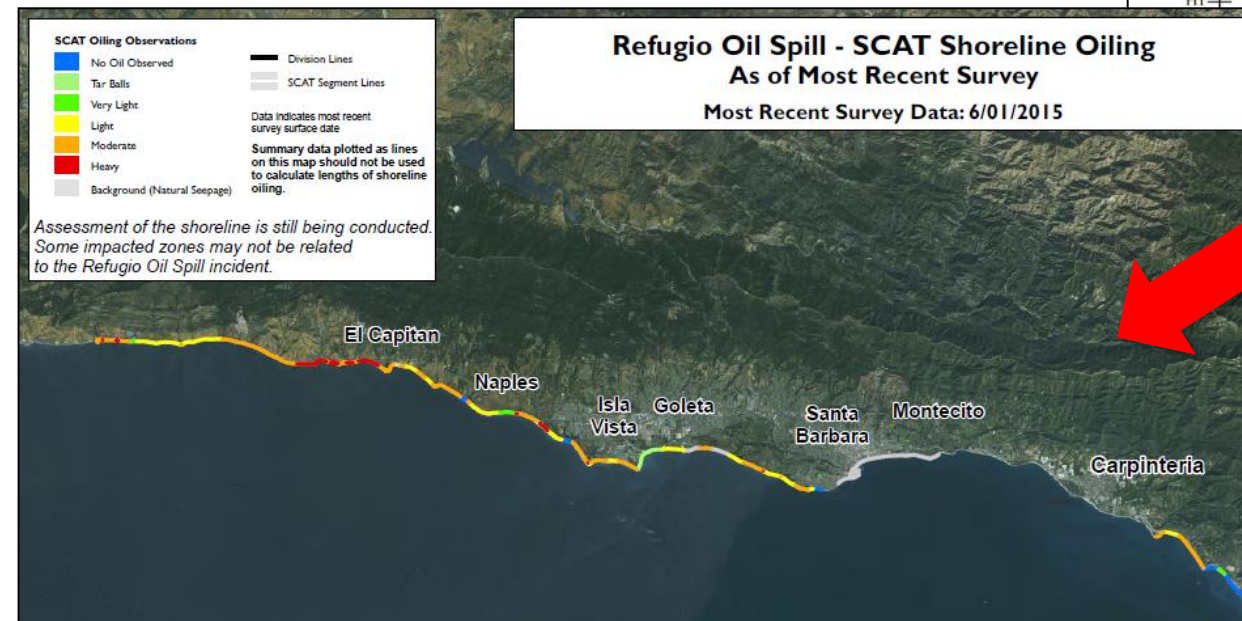 SCAT Oiling Observations
No Oil Observed
Tar Balls
Very Light
Light
Moderate
Heavy
Background (Natural Seepage)
Division Lines
SCAT Segment Lines
Data Indicates most recent
survey surface date
Summary data plotted as lines
on this map should not be used
to calculate lengths of shoreline
oiling.
Assessment of the shoreline is still being conducted.
Some impacted zones may not be related
to the Refugio Oil Spill incident.
Refugio Oil Spill - SCAT Shoreline Oiling
As of Most Recent Survey
Most Recent Survey Data: 6/01/2015
El Capitan
Naples
Isla
Vista
Goleta
Santa
Barbara
Montecito
Carpinteria